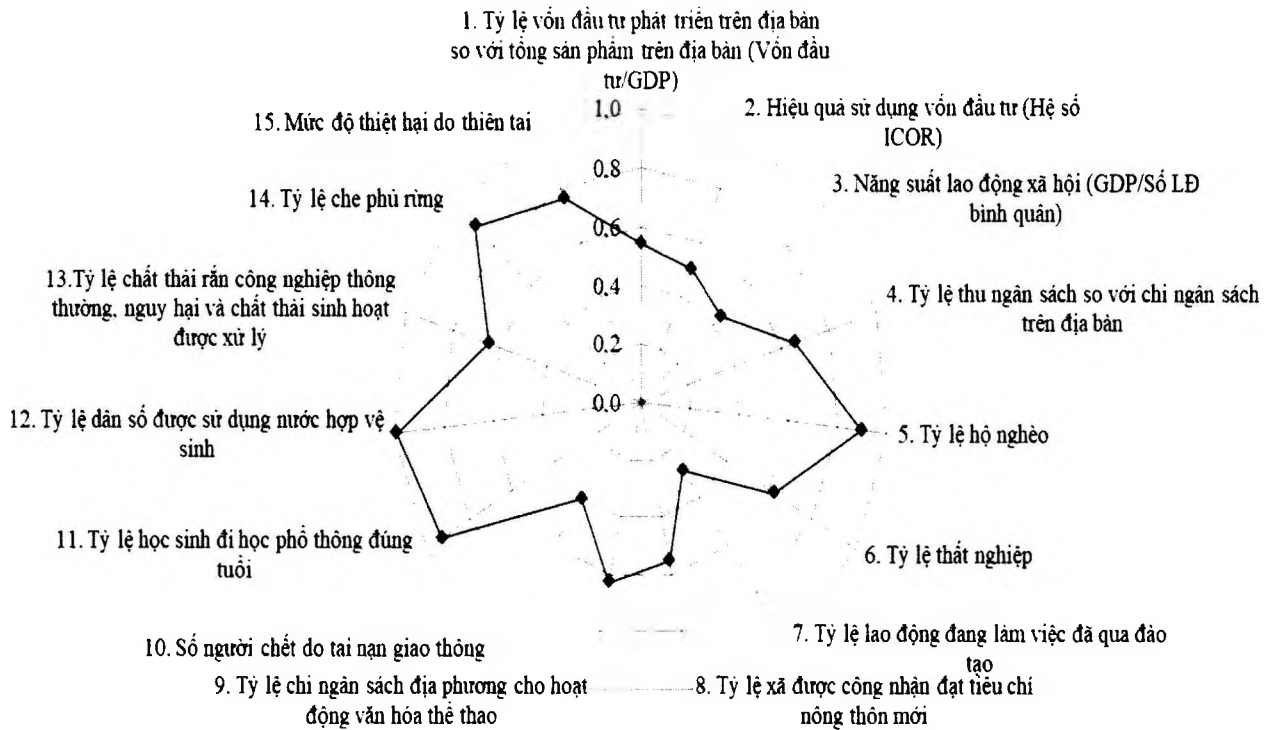 1. Tỷ lệ vốn đầu tư phát triển trên địa bàn
so với tổng sản phẩm trên địa bàn (Vốn đầu
tư/GDP)
2. Hiệu quả sử dụng vốn đầu tư (Hệ số
ICOR)
3. Năng suất lao động xã hội (GDP/Số LĐ
bình quân)
4. Tỷ lệ thu ngân sách so với chi ngân sách
trên địa bàn
5. Tỷ lệ hộ nghèo
6. Tỷ lệ thất nghiệp
7. Tỷ lệ lao động đang làm việc đã qua đào
tạo
8. Tỷ lệ xã được công nhận đạt tiêu chí
nông thôn mới
9. Tỷ lệ chi ngân sách địa phương cho hoạt
động văn hóa thể thao
10. Số người chết do tai nạn giao thông
11. Tỷ lệ học sinh đi học phổ thông đúng
tuổi
12. Tỷ lệ dân số được sử dụng nước hợp vệ
sinh
13.Tỷ lệ chất thải rắn công nghiệp thông
thường, nguy hại và chất thải sinh hoạt
được xử lý
14. Tỷ lệ che phủ rừng
15. Mức độ thiệt hại do thiên tai
1,0
0.8
0.6
0.4
0.2
0.0